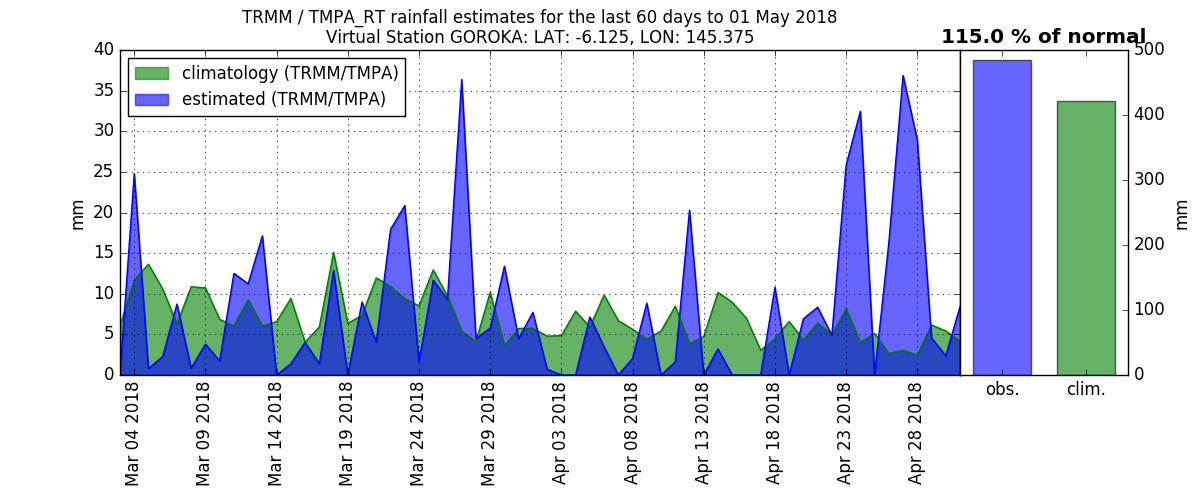 TRMM / TMPA_RT rainfall estimates for the last 60 days to 01 May 2018
Virtual Station GOROKA: LAT: -6.125, LON: 145.375
115.0 % of normal
climatology (TRMM/TMPA)
estimated (TRMM/TMPA)
40
35
30
25
20
15
10
5
0
mm
500
400
300
200
100
0
mm
obs.
clim.
Mar 04 2018
Mar 09 2018
Mar 14 2018
Mar 19 2018
Mar 24 2018
Mar 29 2018
Apr 03 2018
Apr 08 2018
Apr 13 2018
Apr 18 2018
Apr 23 2018
Apr 28 2018